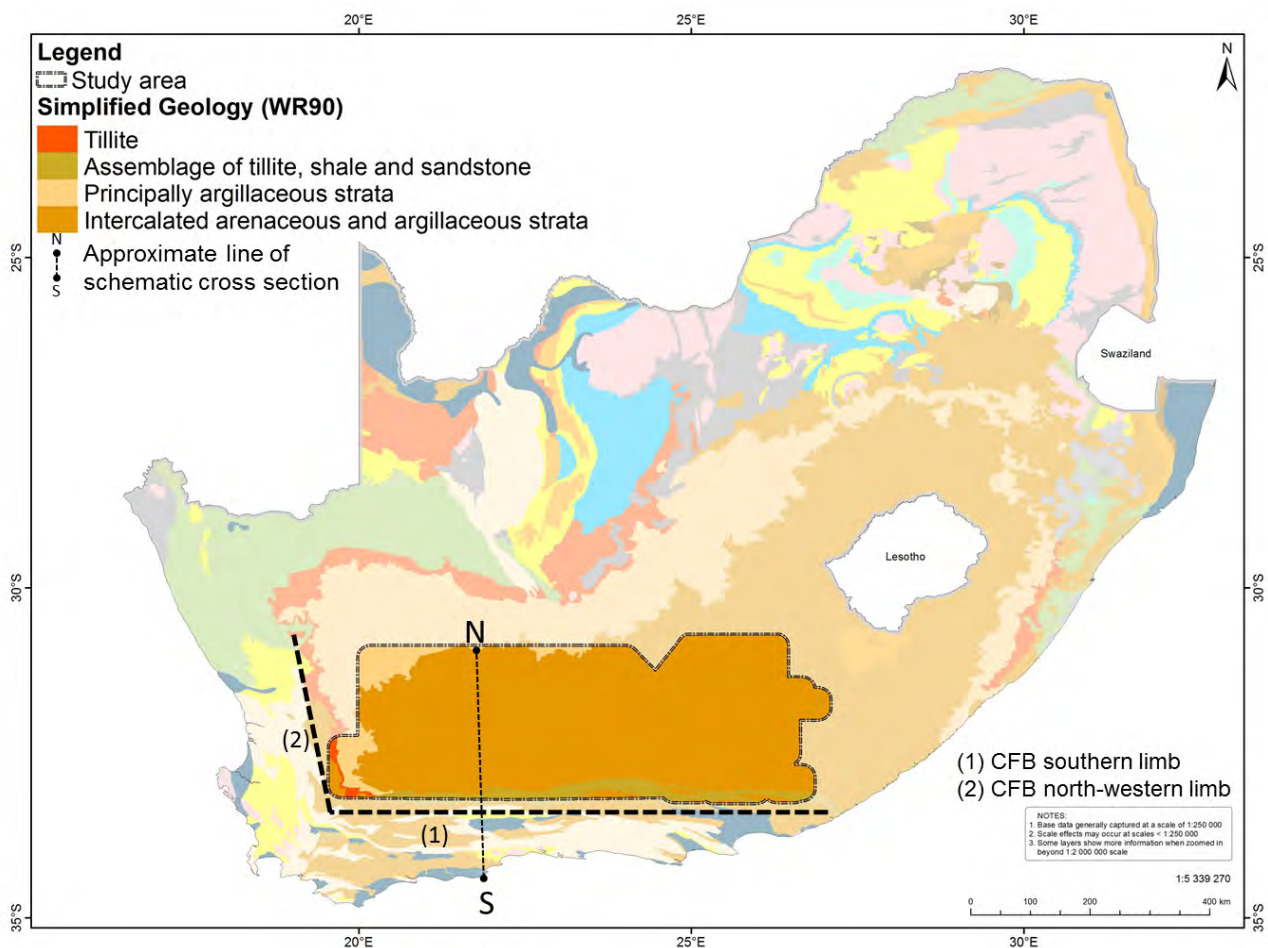 20°E 25°E 30°E
N
Legend
Study area
Simplified Geology (WR90)
Tillite
Assemblage of tillite, shale and sandstone
Principally argillaceous strata
Intercalated arenaceous and argillaceous strata
N
Approximate line of
schematic cross section
S
25°S 25°S
Swaziland
Lesotho
30°S 30°S
N
(2)
(1)
S
(1) CFB southern limb
(2) CFB north-western limb
NOTES:
1. Base data generally captured at a scale of 1:250 000
2. Scale effects may occur at scales < 1:250 000
3. Some layers show more information when zoomed in
beyond 1:2 000 000 scale
1:5 339 270
0 100 200 400 km
35°S 35°S
20°E 25°E 30°E